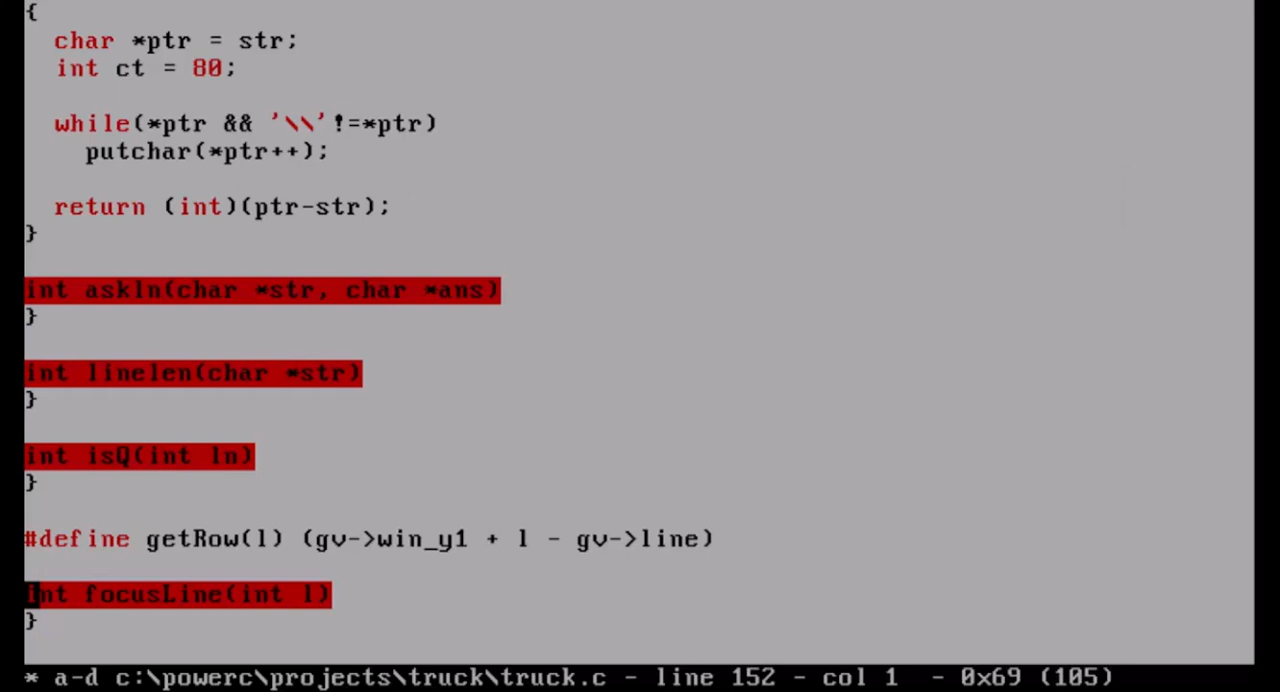 {
  char *ptr = str;
  int ct = 80;

  while(*ptr && '\\'!=*ptr)
    putchar(*ptr++);

  return (int)(ptr-str);
}

int askln(char *str, char *ans)
}

int linelen(char *str)
}

int isQ(int ln)
}

#define getRow(l) (gv->win_y1 + l - gv->line)

int focusLine(int l)
}

* a-d c:\powerc\projects\truck\truck.c - line 152 - col 1  - 0x69 (105)